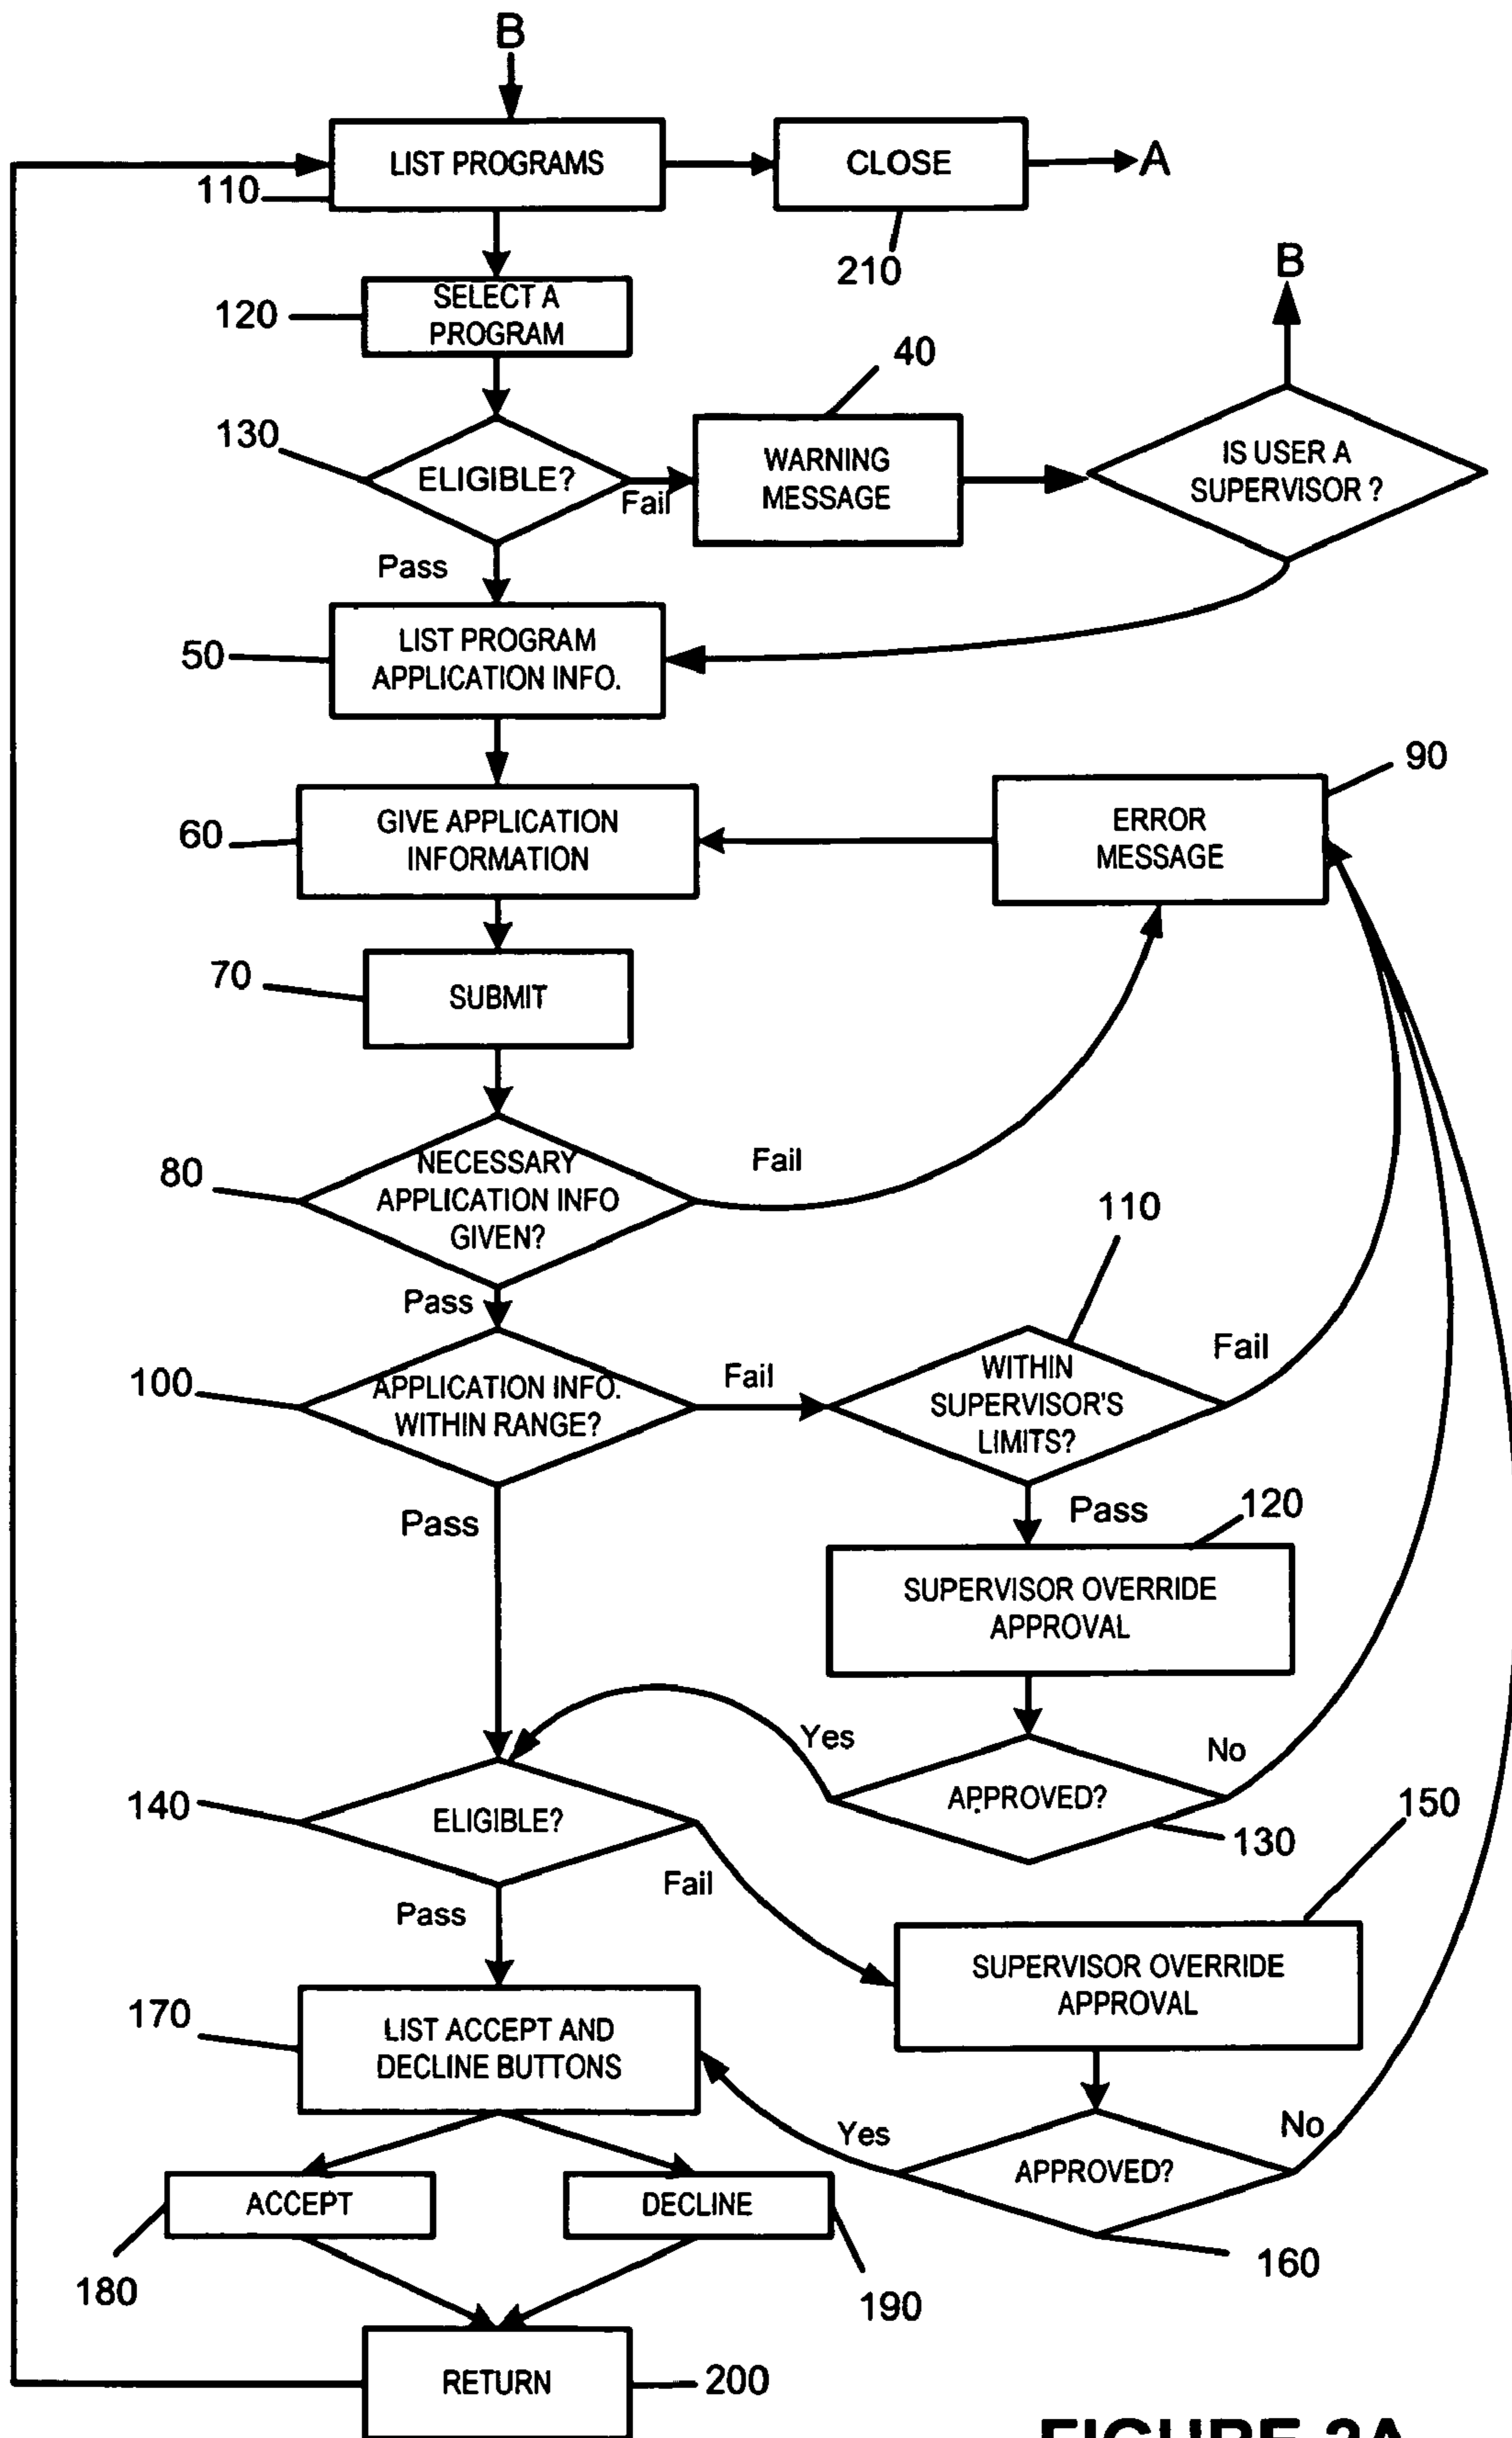 B
LIST PROGRAMS
CLOSE
A
110
210
SELECT A
PROGRAM
120
B
40
130
ELIGIBLE?
Fail
WARNING
MESSAGE
IS USER A
SUPERVISOR ?
Pass
50
LIST PROGRAM
APPLICATION INFO.
90
60
GIVE APPLICATION
INFORMATION
ERROR
MESSAGE
70
SUBMIT
80
NECESSARY
APPLICATION INFO
GIVEN?
Fail
110
Pass
100
APPLICATION INFO.
WITHIN RANGE?
Fail
WITHIN
SUPERVISOR'S
LIMITS?
Fail
Pass
Pass
120
SUPERVISOR OVERRIDE
APPROVAL
Yes
No
APPROVED?
130
140
ELIGIBLE?
Fail
150
Pass
SUPERVISOR OVERRIDE
APPROVAL
170
LIST ACCEPT AND
DECLINE BUTTONS
Yes
No
APPROVED?
160
ACCEPT
DECLINE
180
190
RETURN
200